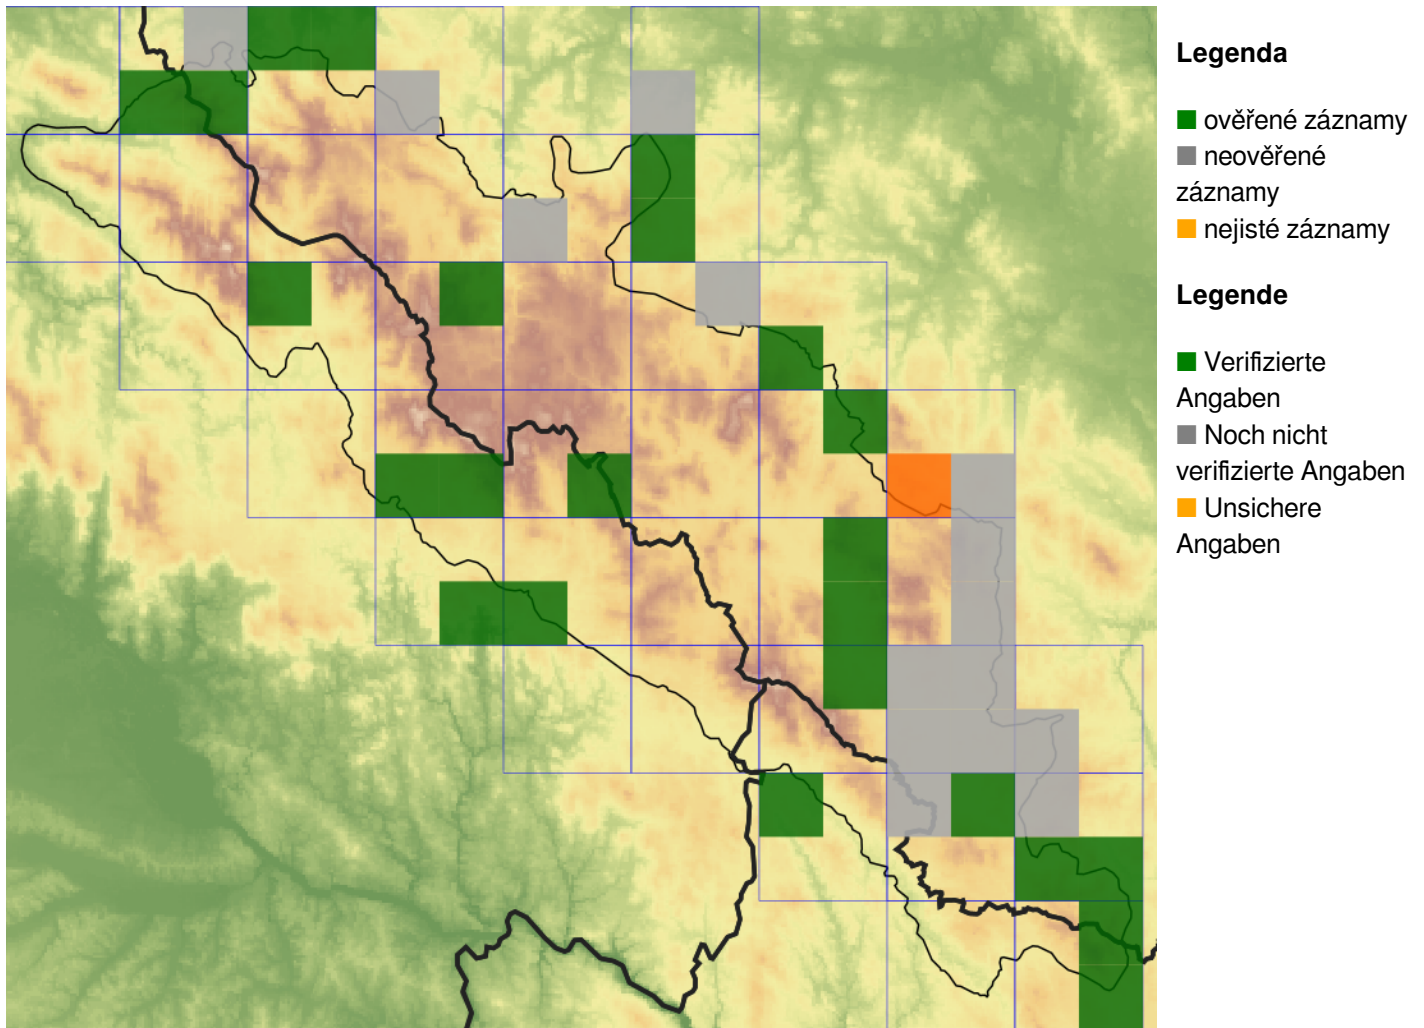 Legenda
ověřené záznamy
neověřené
záznamy
nejisté záznamy
Legende
Verifizierte
Angaben
Noch nicht
verifizierte Angaben
Unsichere
Angaben